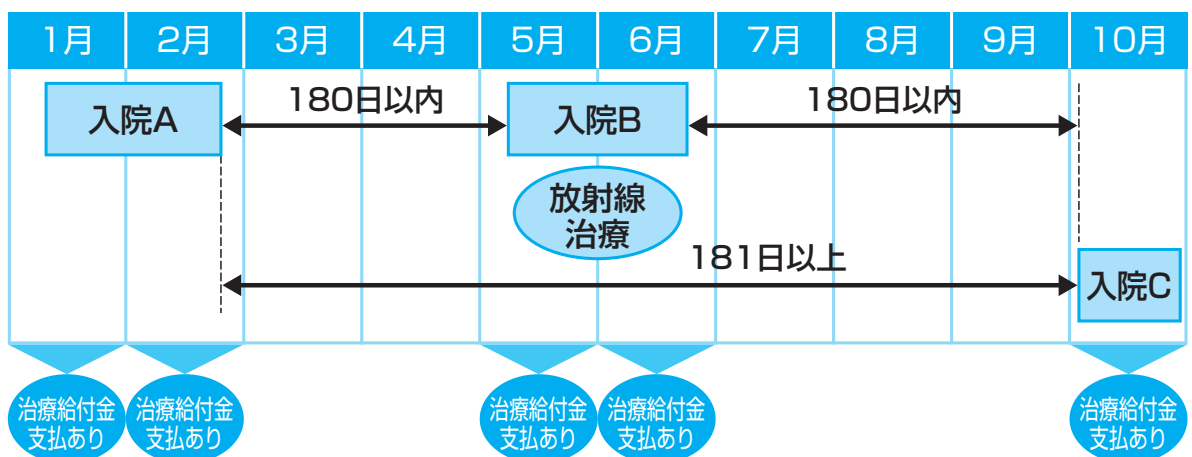 1月 2月 3月 4月 5月 6月 7月 8月 9月 10月
180日以内 180日以内
入院A 入院B
放射線
治療
181日以上
入院C
治療給付金 治療給付金 治療給付金 治療給付金 治療給付金
支払あり 支払あり 支払あり 支払あり 支払あり